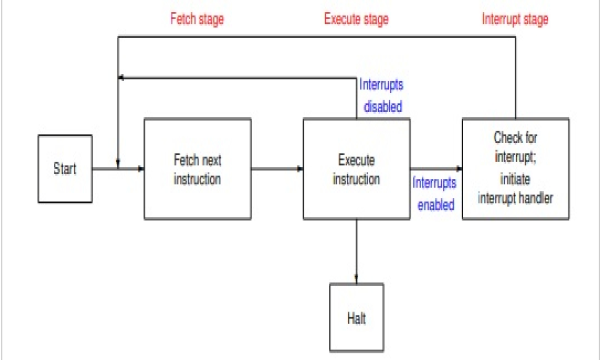 Fetch stage
Execute stage
Interrupt stage
Interrupts
disabled
Start
Fetch next
instruction
Execute
instruction
Interrupts
enabled
Check for
interrupt;
initiate
interrupt handler
Halt